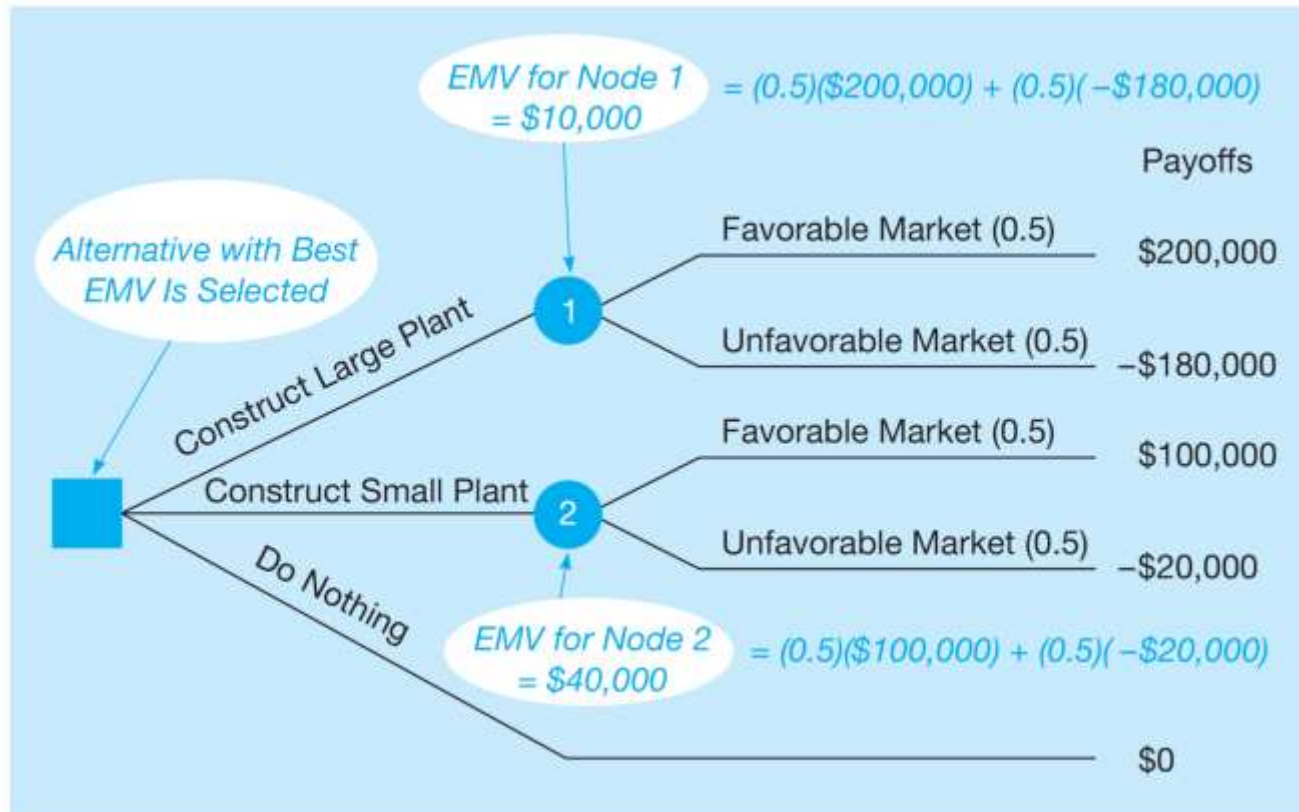 EMV for Node 1
= $10,000
= (0.5)($200,000) + (0.5)( –$180,000)
Payoffs
Alternative with Best
EMV Is Selected
Construct Large Plant
1
Favorable Market (0.5)
$200,000
Unfavorable Market (0.5)
–$180,000
Construct Small Plant
2
Favorable Market (0.5)
$100,000
Unfavorable Market (0.5)
–$20,000
Do Nothing
EMV for Node 2
= $40,000
= (0.5)($100,000) + (0.5)( –$20,000)
$0